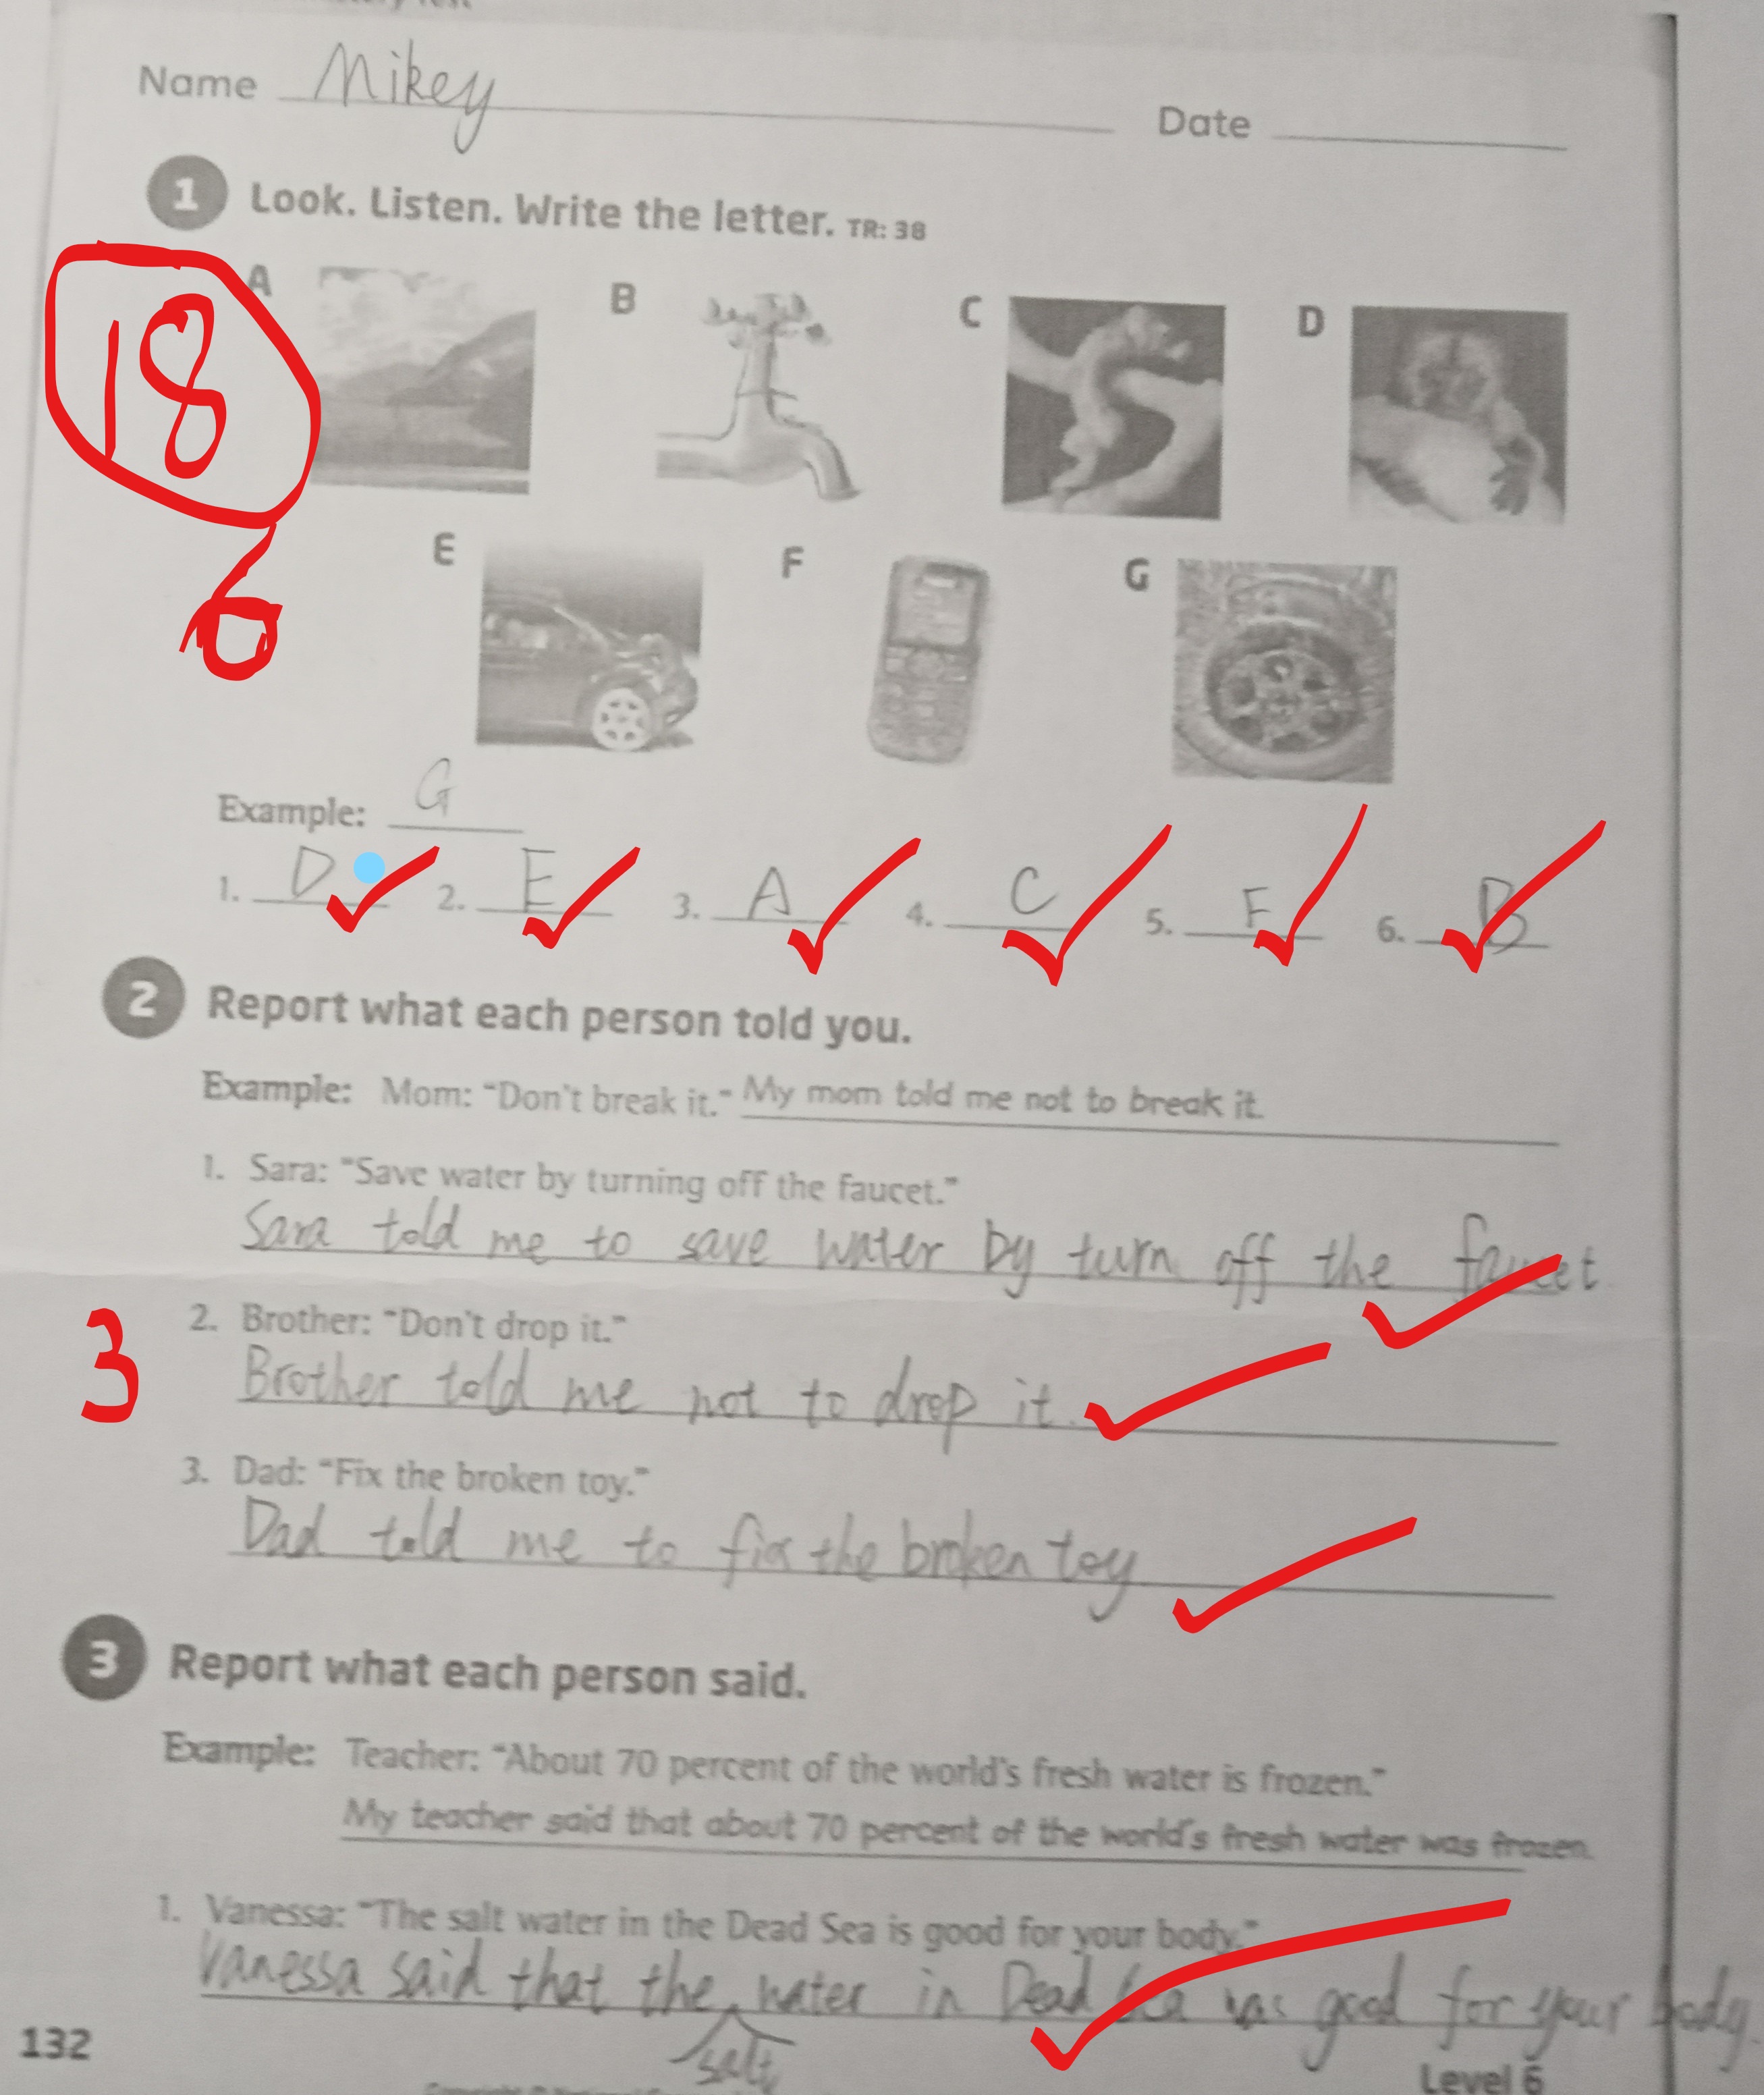 Name Mikey Date
1 Look. Listen. Write the letter. TR: 38
18
A B C D
6
E F G
Example: G
1. D 2. E 3. A 4. C 5. F 6. B
2 Report what each person told you.
Example: Mom: "Don't break it." My mom told me not to break it.
1. Sara: "Save water by turning off the faucet."
Sara told me to save water by turn off the faucet
2. Brother: "Don't drop it."
3
Brother told me not to drop it.
3. Dad: "Fix the broken toy."
Dad told me to fix the broken toy
3 Report what each person said.
Example: Teacher: "About 70 percent of the world's fresh water is frozen."
My teacher said that about 70 percent of the world's fresh water was frozen.
1. Vanessa: "The salt water in the Dead Sea is good for your body."
Vanessa said that the water in Dead Sea was good for your body.
salt
132
Level 6